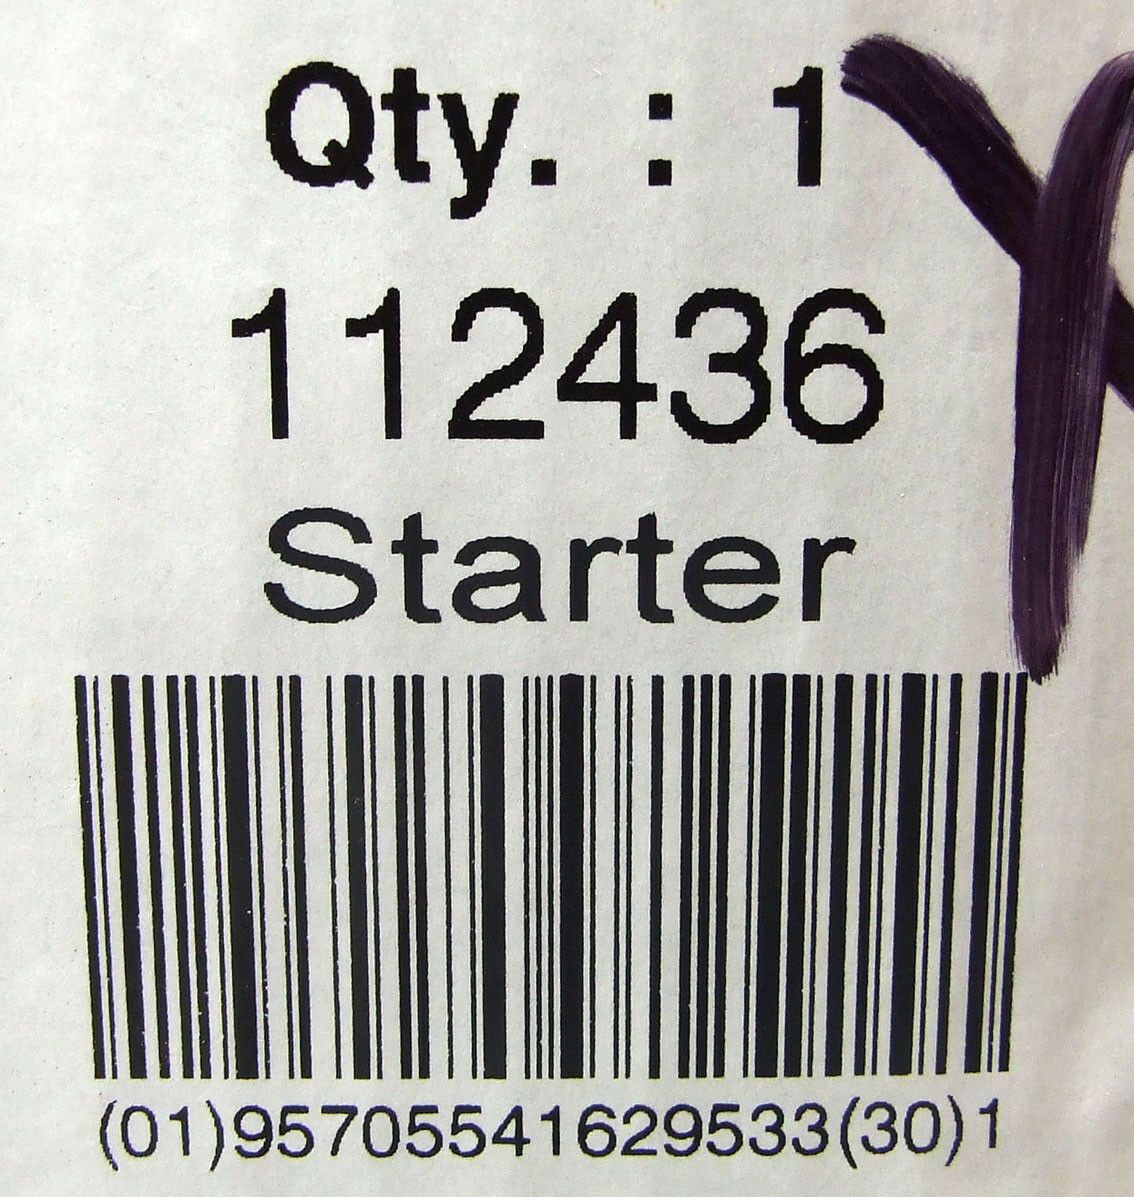 Qty. : 1
112436
Starter
(01)95705541629533(30)1